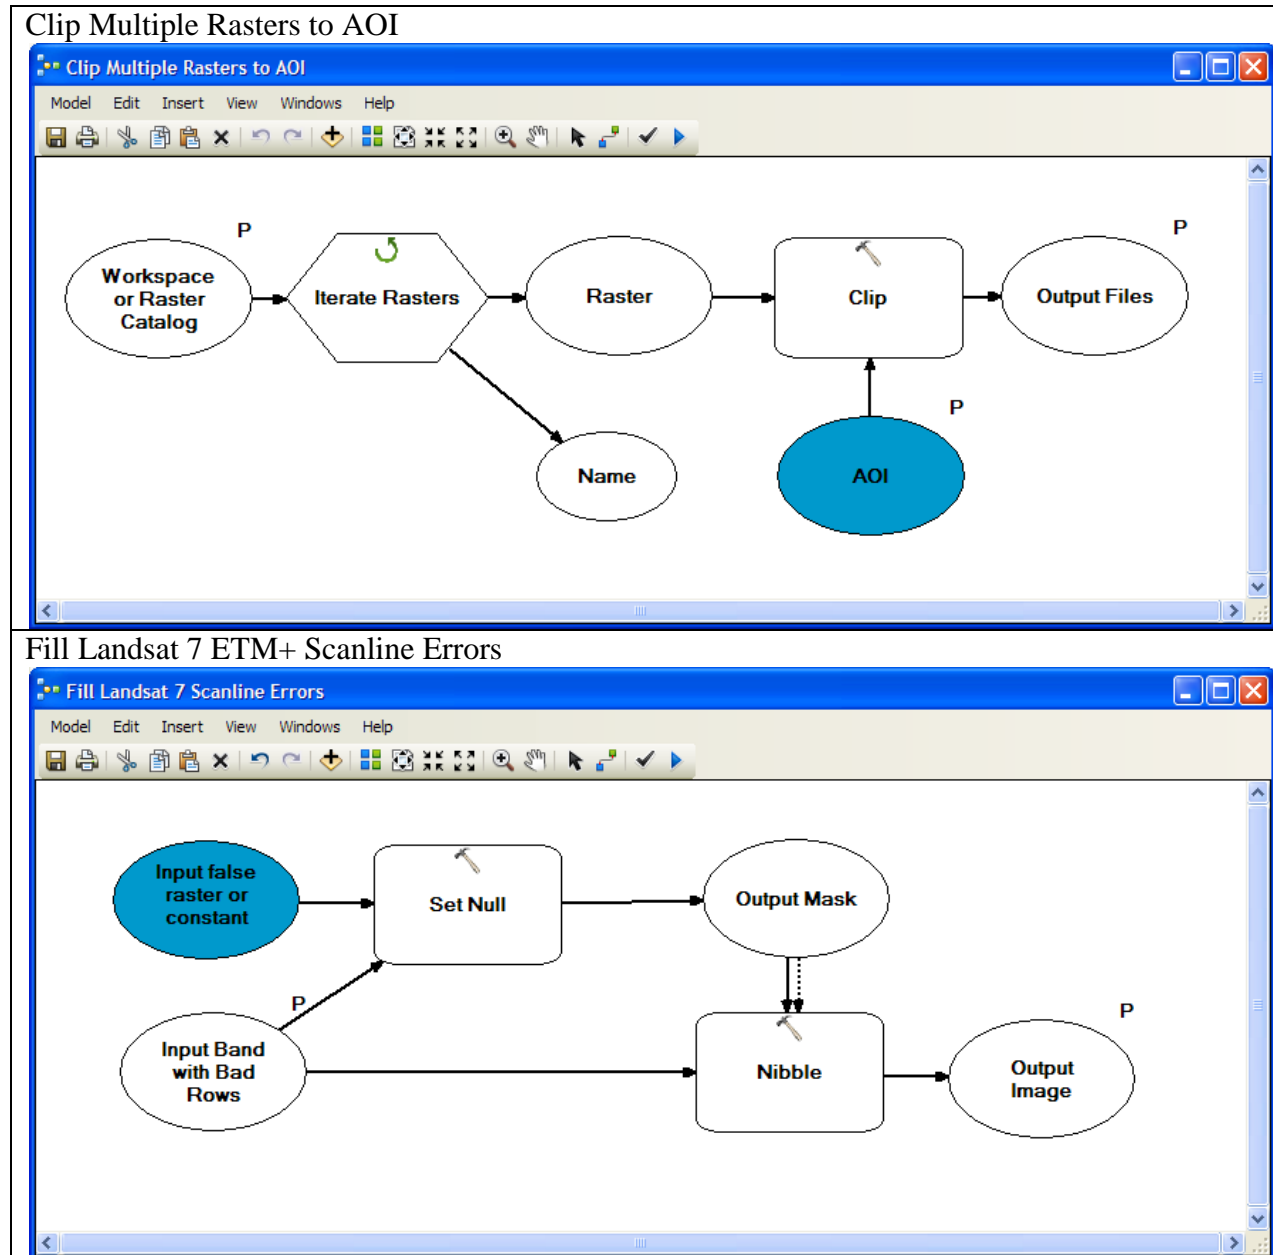 Clip Multiple Rasters to AOI
Clip Multiple Rasters to AOI
Model Edit Insert View Windows Help
P
Workspace
or Raster
Catalog
Iterate Rasters
Raster
Clip
P
Output Files
Name
P
AOI
Fill Landsat 7 ETM+ Scanline Errors
Fill Landsat 7 Scanline Errors
Model Edit Insert View Windows Help
Input false
raster or
constant
Set Null
Output Mask
P
Input Band
with Bad
Rows
Nibble
P
Output
Image